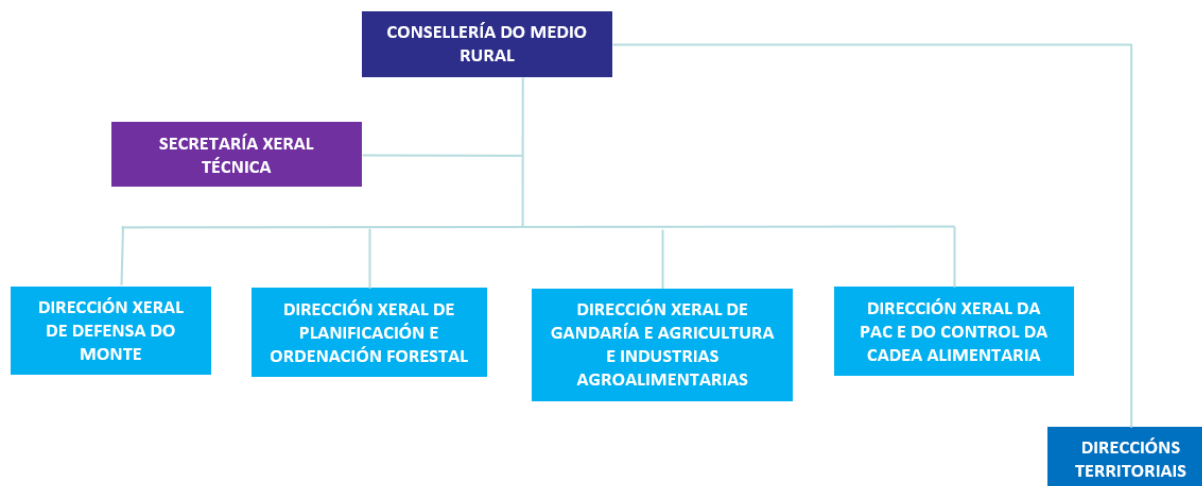 CONSELLERÍA DO MEDIO
RURAL
SECRETARÍA XERAL
TÉCNICA
DIRECCIÓN XERAL
DE DEFENSA DO
MONTE
DIRECCIÓN XERAL DE
PLANIFICACIÓN E
ORDENACIÓN FORESTAL
DIRECCIÓN XERAL DE
GANDARÍA E AGRICULTURA
E INDUSTRIAS
AGROALIMENTARIAS
DIRECCIÓN XERAL DA
PAC E DO CONTROL DA
CADEA ALIMENTARIA
DIRECCIÓNS
TERRITORIAIS